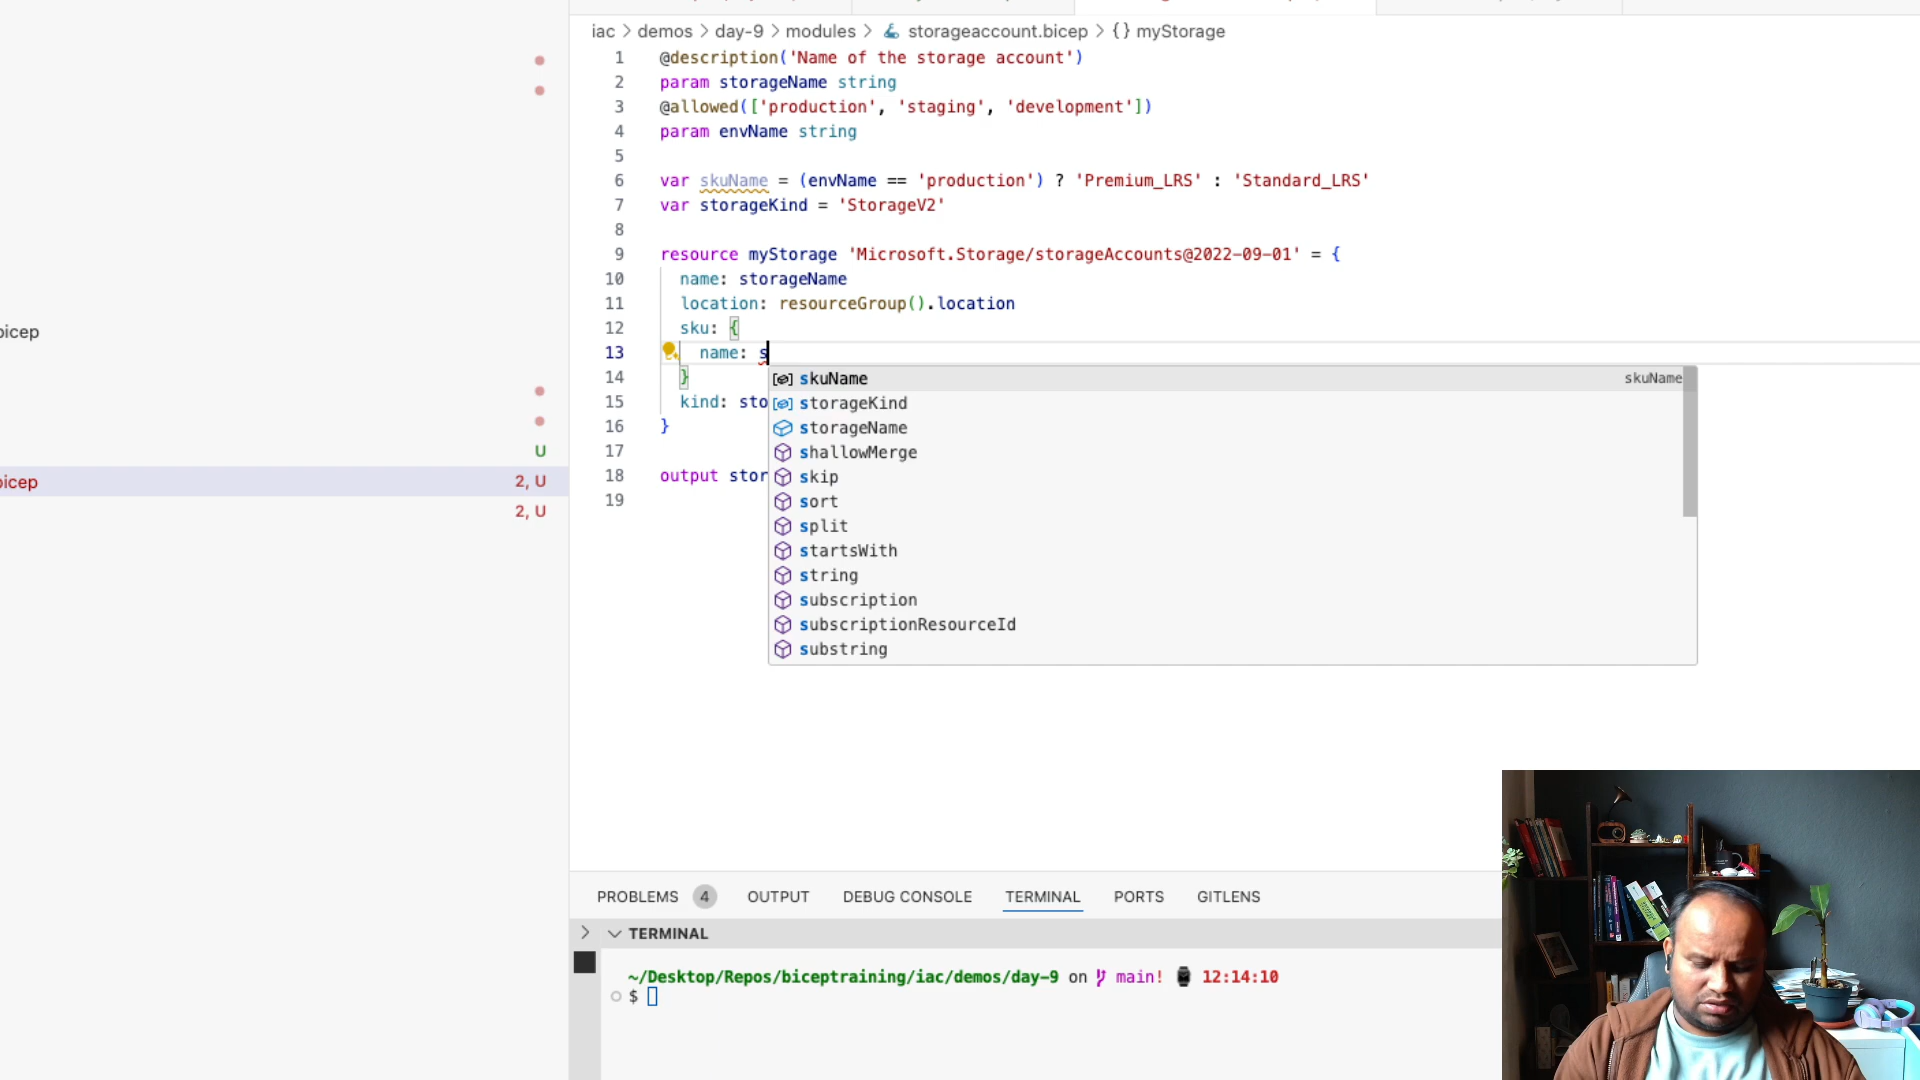 iac > demos > day-9 > modules > storageaccount.bicep > {} myStorage
1 @description('Name of the storage account')
2 param storageName string
3 @allowed(['production', 'staging', 'development'])
4 param envName string
5
6 var skuName = (envName == 'production') ? 'Premium_LRS' : 'Standard_LRS'
7 var storageKind = 'StorageV2'
8
9 resource myStorage 'Microsoft.Storage/storageAccounts@2022-09-01' = {
10 name: storageName
11 location: resourceGroup().location
12 sku: {
13 name: s
14 }
15 kind: sto
16 }
17
18 output stor
19
skuName skuName
storageKind
storageName
shallowMerge
skip
sort
split
startsWith
string
subscription
subscriptionResourceId
substring
bicep
U
bicep 2, U
2, U
PROBLEMS 4 OUTPUT DEBUG CONSOLE TERMINAL PORTS GITLENS
TERMINAL
~/Desktop/Repos/biceptraining/iac/demos/day-9 on main! 12:14:10
$